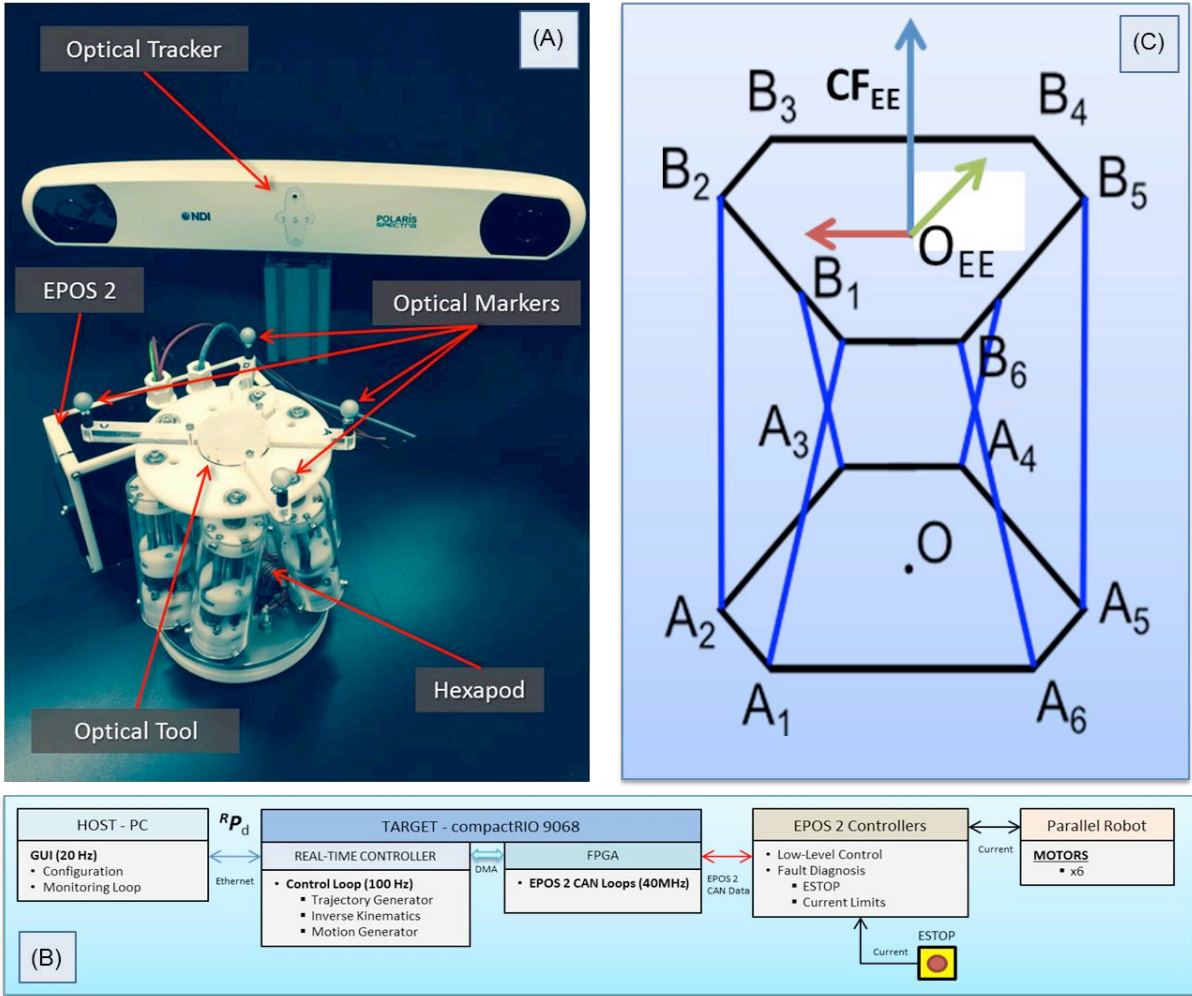 (A)
Optical Tracker
NDI
POLARIS
SPECTRA
EPOS 2
Optical Markers
Hexapod
Optical Tool
(C)
CF_EE
B₃
B₄
B₂
B₅
O_EE
B₁
B₆
A₃
A₄
O
A₂
A₅
A₁
A₆
HOST - PC
GUI (20 Hz)
• Configuration
• Monitoring Loop
ᴿP_d
Ethernet
TARGET - compactRIO 9068
REAL-TIME CONTROLLER
• Control Loop (100 Hz)
▪ Trajectory Generator
▪ Inverse Kinematics
▪ Motion Generator
DMA
FPGA
• EPOS 2 CAN Loops (40MHz)
EPOS 2
CAN Data
EPOS 2 Controllers
• Low-Level Control
• Fault Diagnosis
▪ ESTOP
▪ Current Limits
Current
Parallel Robot
MOTORS
▪ x6
Current
ESTOP
(B)